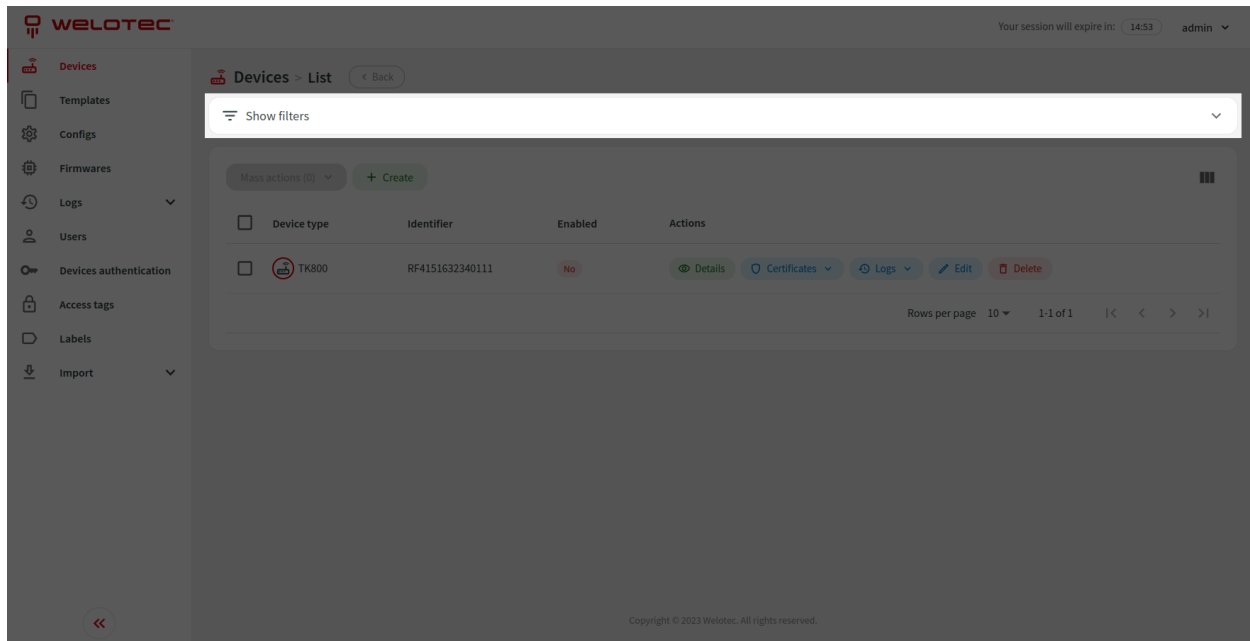 WELOTEC
Your session will expire in: 14:53 admin
Devices
Templates
Configs
Firmwares
Logs
Users
Devices authentication
Access tags
Labels
Import
Devices > List < Back
Show filters
Mass actions (0) + Create
Device type Identifier Enabled Actions
TK800 RF4151632340111 No Details Certificates Logs Edit Delete
Rows per page 10 1-1 of 1
Copyright © 2023 Welotec. All rights reserved.